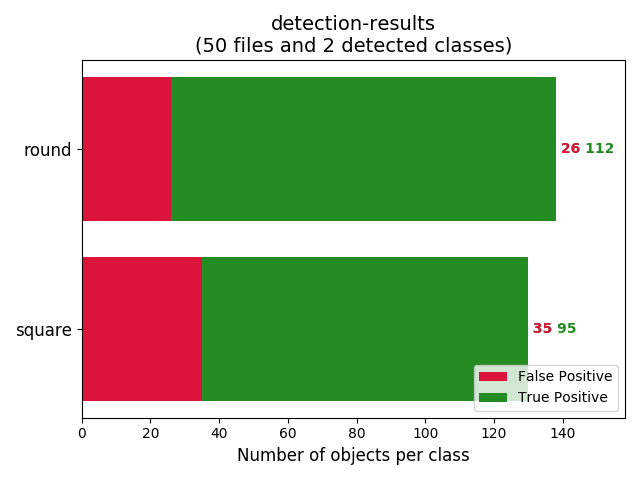 detection-results
(50 files and 2 detected classes)
round
26 112
square
35 95
False Positive
True Positive
0 20 40 60 80 100 120 140
Number of objects per class